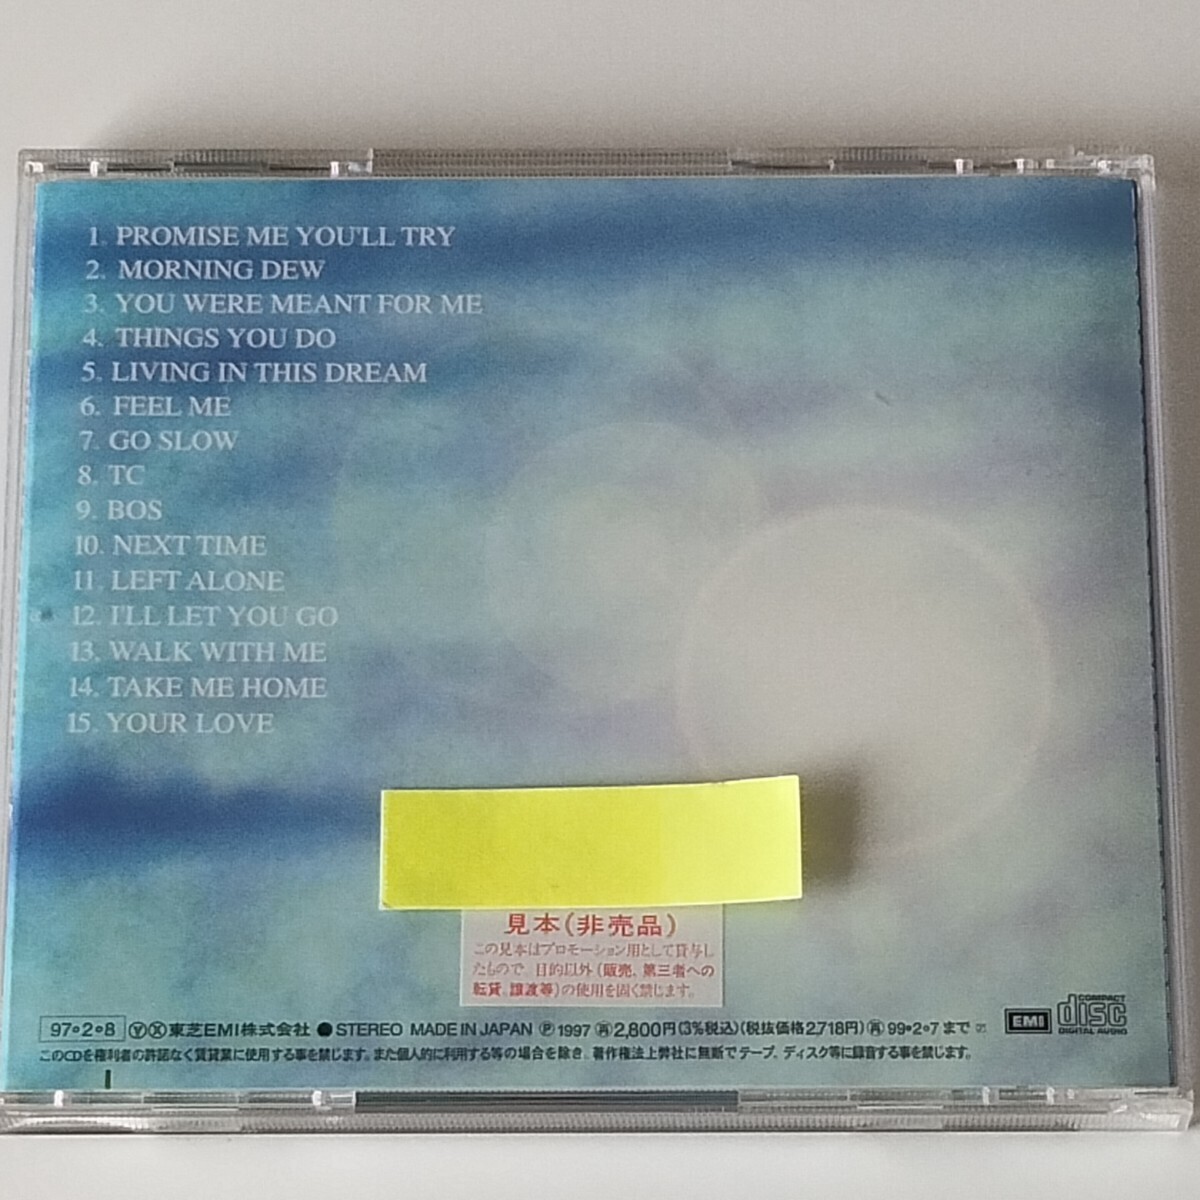 1. PROMISE ME YOU'LL TRY
2. MORNING DEW
3. YOU WERE MEANT FOR ME
4. THINGS YOU DO
5. LIVING IN THIS DREAM
6. FEEL ME
7. GO SLOW
8. TC
9. BOS
10. NEXT TIME
11. LEFT ALONE
12. I'LL LET YOU GO
13. WALK WITH ME
14. TAKE ME HOME
15. YOUR LOVE
見本(非売品)
この見本はプロモーション用として貸与し
たもので、目的以外(販売、第三者への
転貸、譲渡等)の使用を固く禁じます。
97•2•8 Ⓨ Ⓧ 東芝EMI株式会社 ●STEREO MADE IN JAPAN Ⓟ 1997 ㊢ 2,800円(3%税込)(税抜価格2,718円) ㊢ 99•2•7 まで
EMI COMPACT disc DIGITAL AUDIO
このCDを権利者の許諾なく賃貸業に使用する事を禁じます。また個人的に利用する等の場合を除き、著作権法上弊社に無断でテープ、ディスク等に録音する事を禁じます。